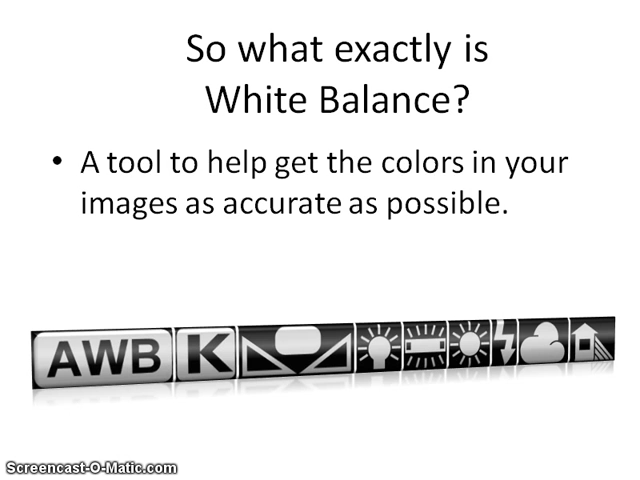 So what exactly is
White Balance?
• A tool to help get the colors in your
images as accurate as possible.
AWB K
Screencast-O-Matic.com